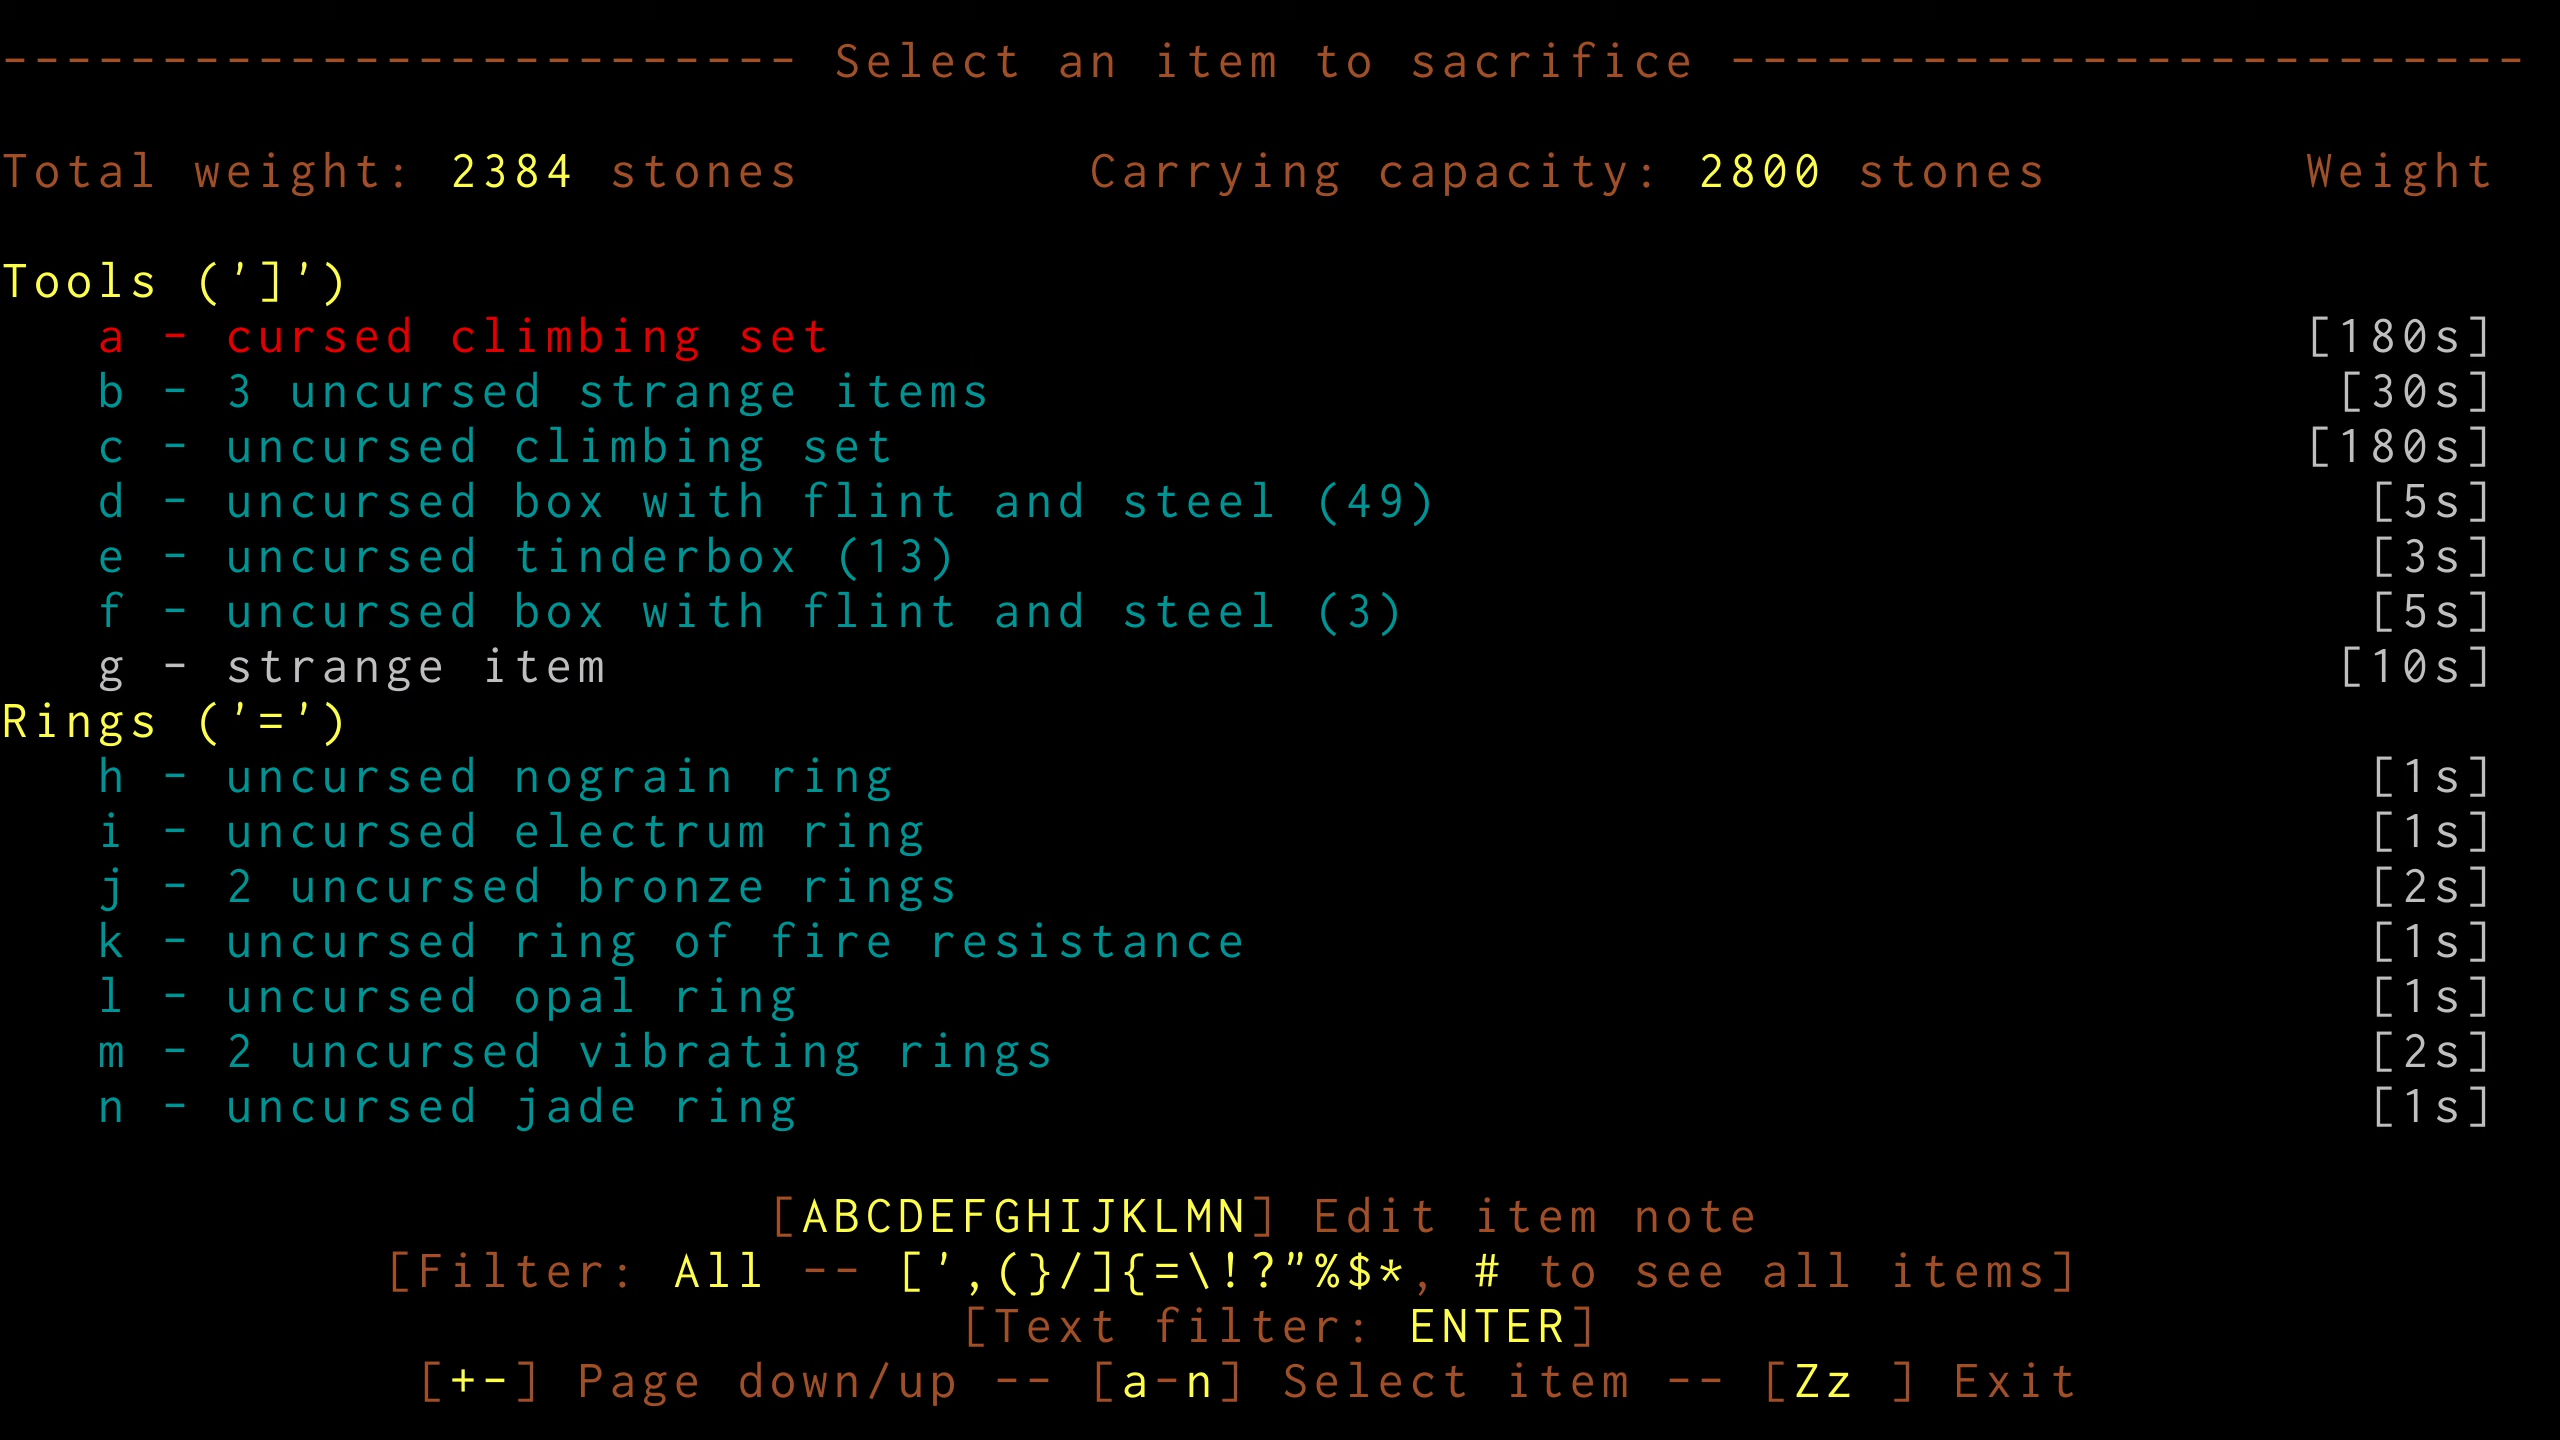 ------------------------- Select an item to sacrifice -------------------------
Total weight: 2384 stones Carrying capacity: 2800 stones Weight
Tools (']')
a - cursed climbing set [180s]
b - 3 uncursed strange items [30s]
c - uncursed climbing set [180s]
d - uncursed box with flint and steel (49) [5s]
e - uncursed tinderbox (13) [3s]
f - uncursed box with flint and steel (3) [5s]
g - strange item [10s]
Rings ('=')
h - uncursed nograin ring [1s]
i - uncursed electrum ring [1s]
j - 2 uncursed bronze rings [2s]
k - uncursed ring of fire resistance [1s]
l - uncursed opal ring [1s]
m - 2 uncursed vibrating rings [2s]
n - uncursed jade ring [1s]
[ABCDEFGHIJKLMN] Edit item note
[Filter: All -- [',(}/]{=\!?"%$*, # to see all items]
[Text filter: ENTER]
[+-] Page down/up -- [a-n] Select item -- [Zz ] Exit